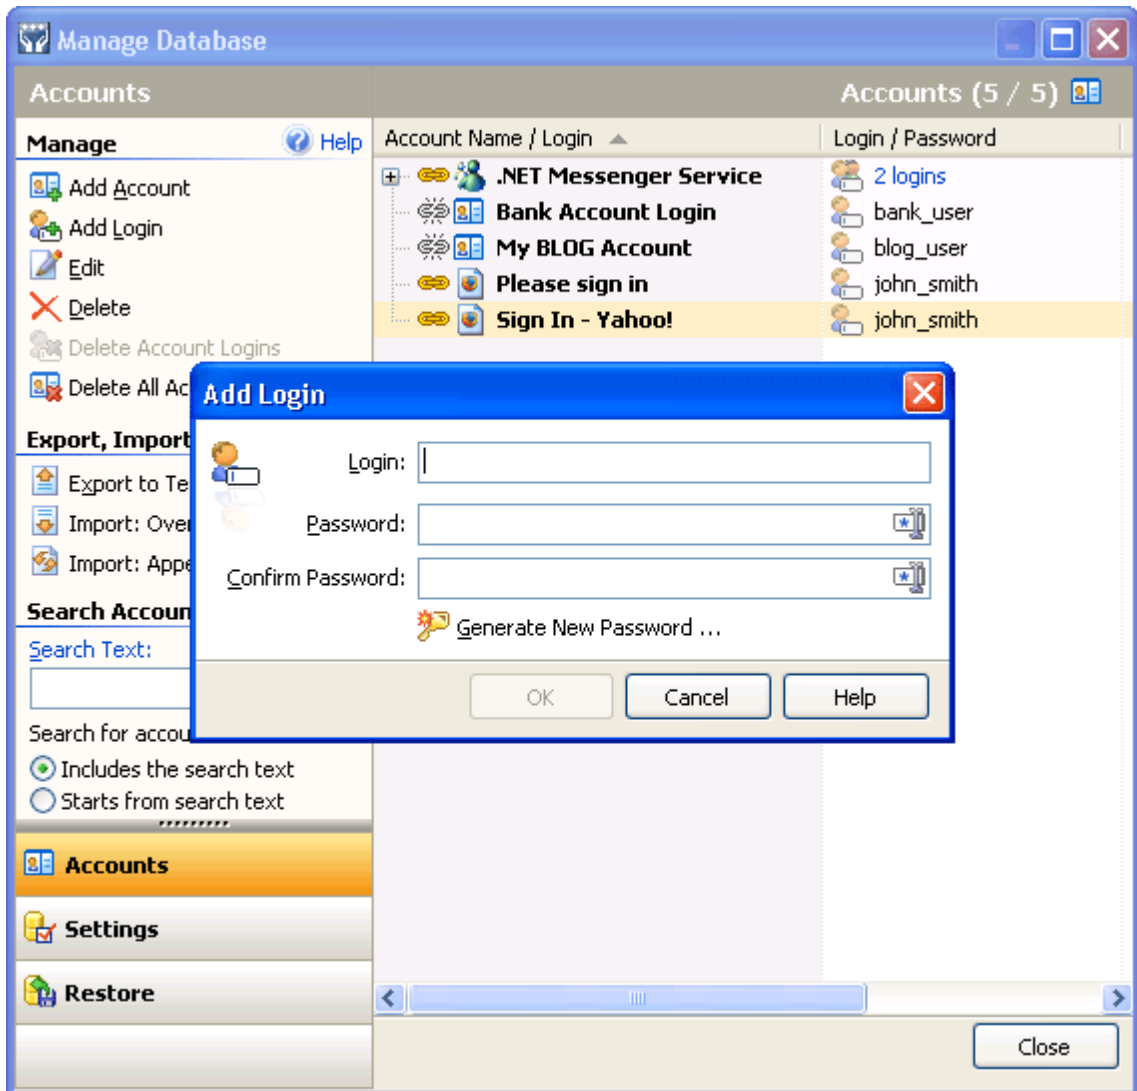 Manage Database
Accounts
Accounts (5 / 5)
Manage
Help
Add Account
Add Login
Edit
Delete
Delete Account Logins
Delete All Ac
Export, Import
Export to Te
Import: Over
Import: Appe
Search Accoun
Search Text:
Search for accou
Includes the search text
Starts from search text
Accounts
Settings
Restore
Account Name / Login
Login / Password
.NET Messenger Service
2 logins
Bank Account Login
bank_user
My BLOG Account
blog_user
Please sign in
john_smith
Sign In - Yahoo!
john_smith
Add Login
Login:
Password:
Confirm Password:
Generate New Password ...
OK
Cancel
Help
Close